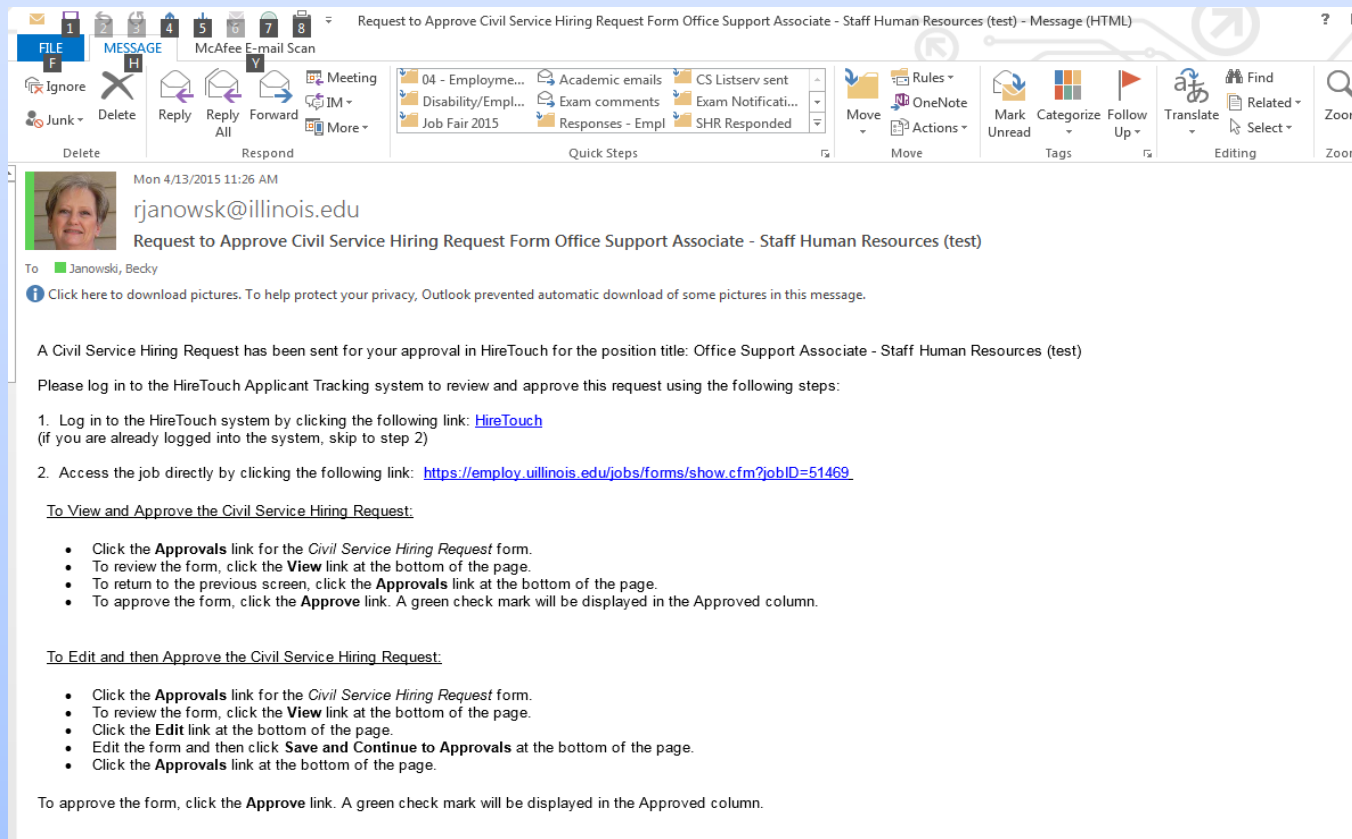 1 2 3 4 5 6 7 8
Request to Approve Civil Service Hiring Request Form Office Support Associate - Staff Human Resources (test) - Message (HTML)
?
FILE MESSAGE McAfee E-mail Scan
F H Y
Ignore
Junk
Delete
Reply
Reply All
Forward
Meeting
IM
More
04 - Employme... Academic emails CS Listserv sent
Disability/Empl... Exam comments Exam Notificati...
Job Fair 2015 Responses - Empl SHR Responded
Move
Rules
OneNote
Actions
Mark Unread
Categorize
Follow Up
Translate
Find
Related
Select
Zoom
Delete Respond Quick Steps Move Tags Editing Zoom
Mon 4/13/2015 11:26 AM
rjanowsk@illinois.edu
Request to Approve Civil Service Hiring Request Form Office Support Associate - Staff Human Resources (test)
To Janowski, Becky
Click here to download pictures. To help protect your privacy, Outlook prevented automatic download of some pictures in this message.
A Civil Service Hiring Request has been sent for your approval in HireTouch for the position title: Office Support Associate - Staff Human Resources (test)
Please log in to the HireTouch Applicant Tracking system to review and approve this request using the following steps:
1. Log in to the HireTouch system by clicking the following link: HireTouch
(if you are already logged into the system, skip to step 2)
2. Access the job directly by clicking the following link: https://employ.uillinois.edu/jobs/forms/show.cfm?jobID=51469
To View and Approve the Civil Service Hiring Request:
• Click the Approvals link for the Civil Service Hiring Request form.
• To review the form, click the View link at the bottom of the page.
• To return to the previous screen, click the Approvals link at the bottom of the page.
• To approve the form, click the Approve link. A green check mark will be displayed in the Approved column.
To Edit and then Approve the Civil Service Hiring Request:
• Click the Approvals link for the Civil Service Hiring Request form.
• To review the form, click the View link at the bottom of the page.
• Click the Edit link at the bottom of the page.
• Edit the form and then click Save and Continue to Approvals at the bottom of the page.
• Click the Approvals link at the bottom of the page.
To approve the form, click the Approve link. A green check mark will be displayed in the Approved column.